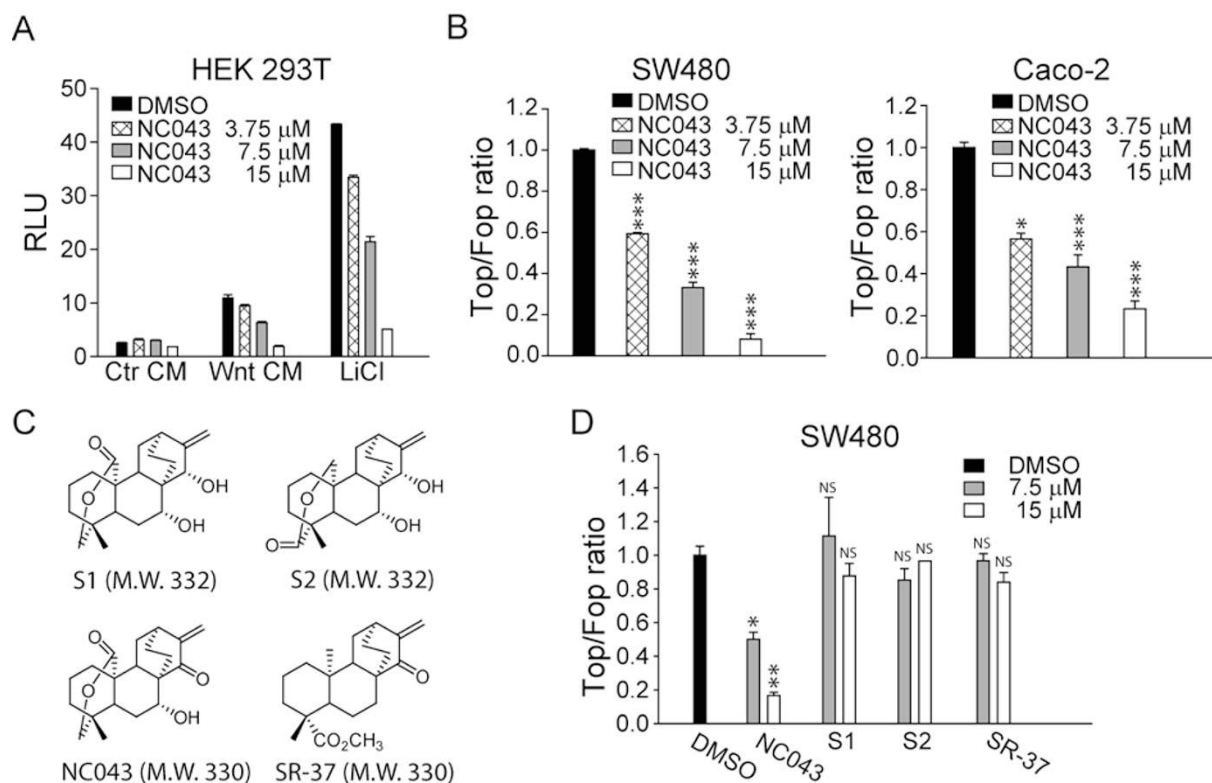 A
HEK 293T
50
40
30
20
10
0
RLU
DMSO
NC043 3.75 μM
NC043 7.5 μM
NC043 15 μM
Ctr CM Wnt CM LiCl
B
SW480
1.2
1.0
0.8
0.6
0.4
0.2
0.0
Top/Fop ratio
DMSO
NC043 3.75 μM
NC043 7.5 μM
NC043 15 μM
***
***
***
Caco-2
1.2
1.0
0.8
0.6
0.4
0.2
0.0
Top/Fop ratio
DMSO
NC043 3.75 μM
NC043 7.5 μM
NC043 15 μM
*
***
***
C
O
O
OH
OH
S1 (M.W. 332)
O
O
OH
OH
S2 (M.W. 332)
O
O
O
OH
NC043 (M.W. 330)
O
CO2CH3
SR-37 (M.W. 330)
D
SW480
1.6
1.4
1.2
1.0
0.8
0.6
0.4
0.2
0.0
Top/Fop ratio
DMSO
7.5 μM
15 μM
*
**
NS
NS
NS
NS
NS
NS
DMSO
NC043
S1
S2
SR-37